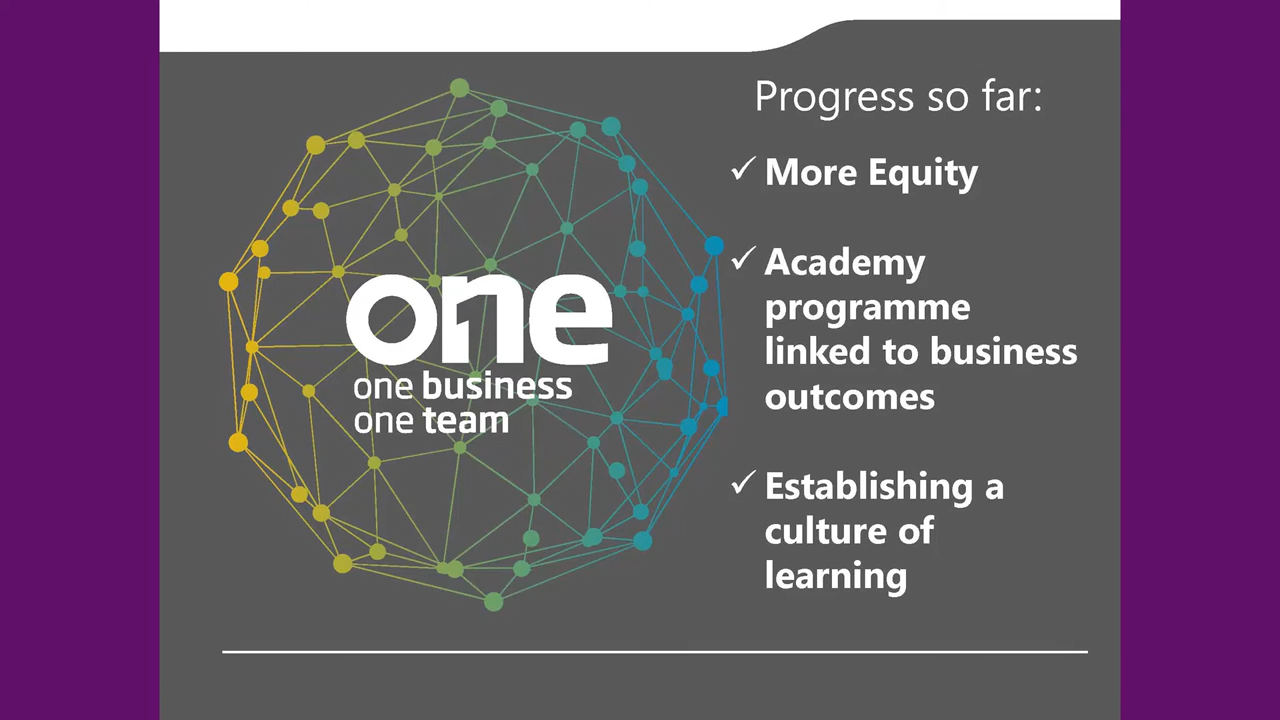 one
one business
one team
Progress so far:
✓ More Equity
✓ Academy
programme
linked to business
outcomes
✓ Establishing a
culture of
learning